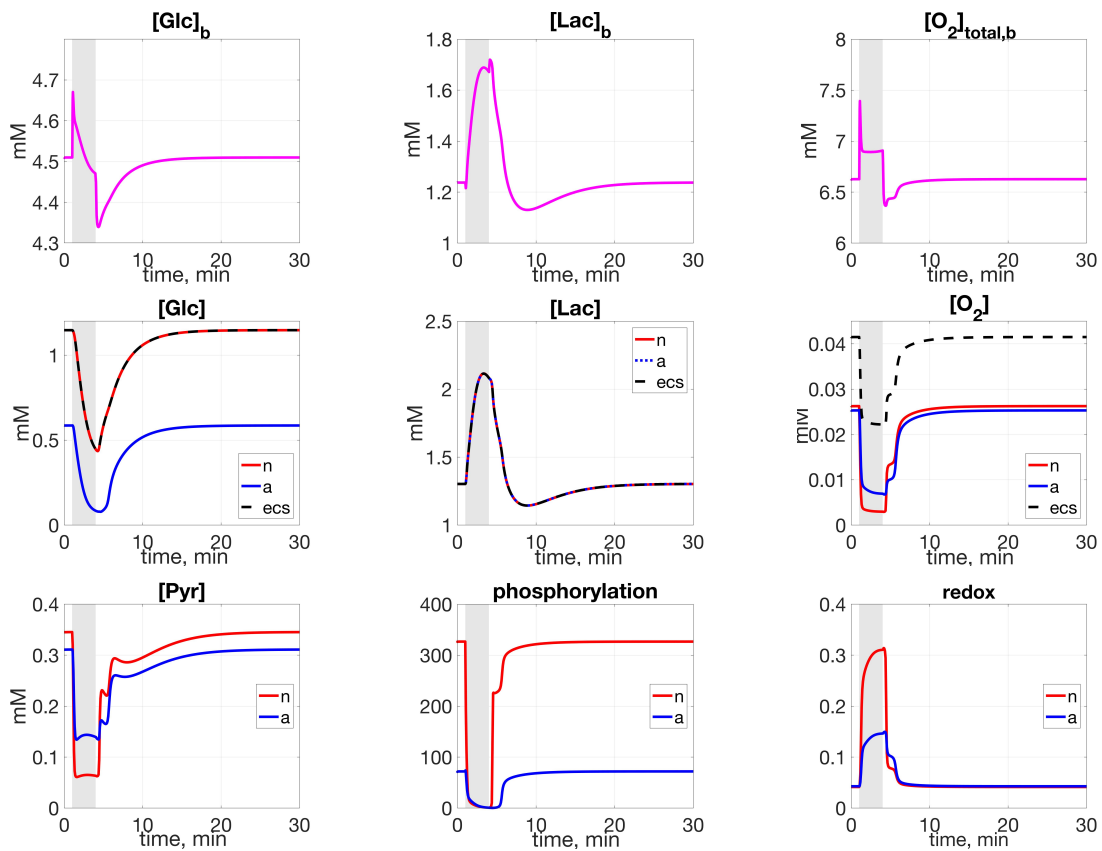 [Glc]b
[Lac]b
[O2]total,b
4.7
4.6
4.5
4.4
4.3
mM
0
10
20
30
time, min
1.8
1.6
1.4
1.2
1
mM
0
10
20
30
time, min
8
7.5
7
6.5
6
mM
0
10
20
30
time, min
[Glc]
[Lac]
[O2]
1
0.5
0
mM
n
a
ecs
0
10
20
30
time, min
2.5
2
1.5
1
mM
n
a
ecs
0
10
20
30
time, min
0.04
0.03
0.02
0.01
0
mM
n
a
ecs
0
10
20
30
time, min
[Pyr]
phosphorylation
redox
0.4
0.3
0.2
0.1
0
mM
n
a
0
10
20
30
time, min
400
300
200
100
0
n
a
0
10
20
30
time, min
0.4
0.3
0.2
0.1
0
n
a
0
10
20
30
time, min